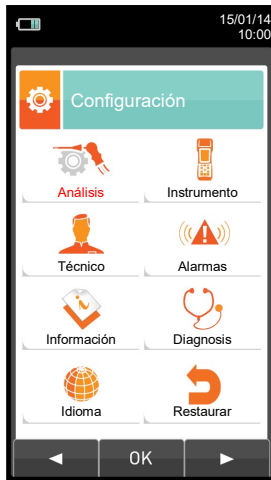 15/01/14
10:00
Configuración
Análisis
Instrumento
Técnico
Alarmas
Información
Diagnosis
Idioma
Restaurar
OK